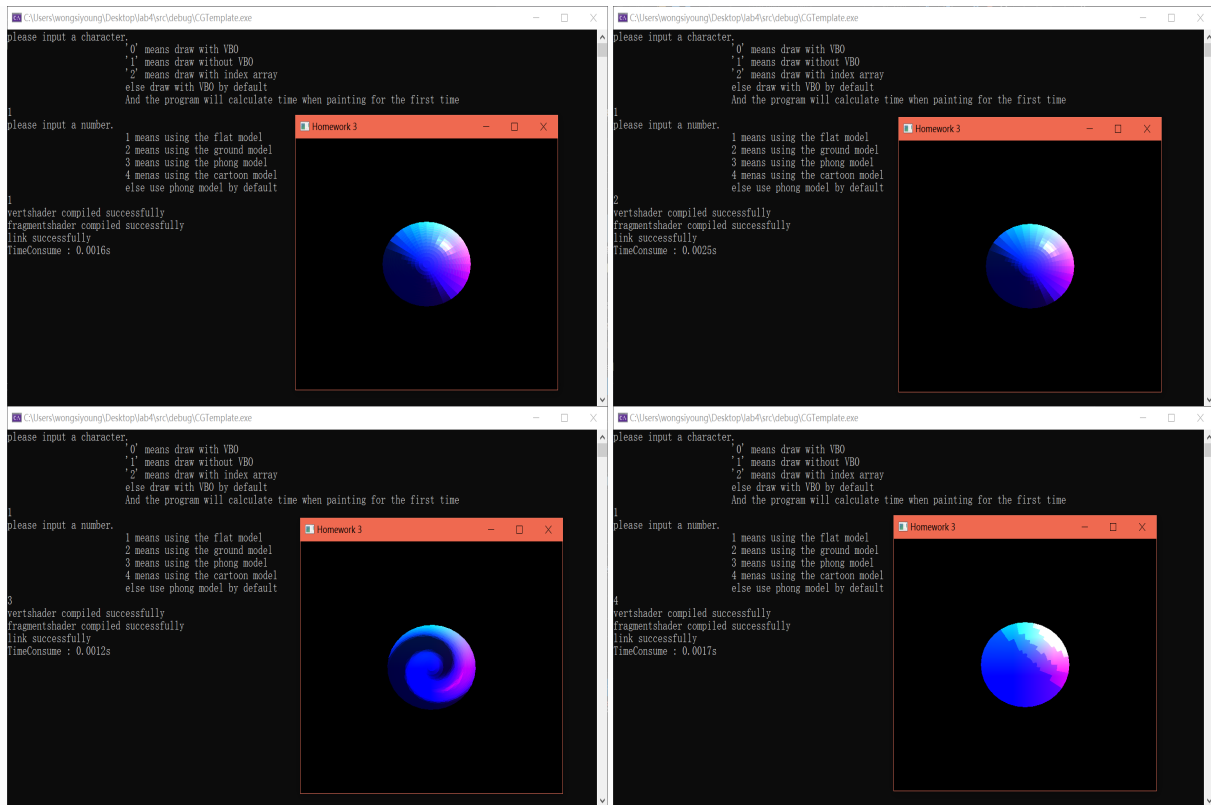 C:\Users\wongsiyoung\Desktop\lab4\src\debug\CGTemplate.exe
please input a character.
'0' means draw with VBO
'1' means draw without VBO
'2' means draw with index array
else draw with VBO by default
And the program will calculate time when painting for the first time
1
please input a number.
1 means using the flat model
2 means using the ground model
3 means using the phong model
4 menas using the cartoon model
else use phong model by default
1
vertshader compiled successfully
fragmentshader compiled successfully
link successfully
TimeConsume : 0.0016s
Homework 3
C:\Users\wongsiyoung\Desktop\lab4\src\debug\CGTemplate.exe
please input a character.
'0' means draw with VBO
'1' means draw without VBO
'2' means draw with index array
else draw with VBO by default
And the program will calculate time when painting for the first time
1
please input a number.
1 means using the flat model
2 means using the ground model
3 means using the phong model
4 menas using the cartoon model
else use phong model by default
2
vertshader compiled successfully
fragmentshader compiled successfully
link successfully
TimeConsume : 0.0025s
Homework 3
C:\Users\wongsiyoung\Desktop\lab4\src\debug\CGTemplate.exe
please input a character.
'0' means draw with VBO
'1' means draw without VBO
'2' means draw with index array
else draw with VBO by default
And the program will calculate time when painting for the first time
1
please input a number.
1 means using the flat model
2 means using the ground model
3 means using the phong model
4 menas using the cartoon model
else use phong model by default
3
vertshader compiled successfully
fragmentshader compiled successfully
link successfully
TimeConsume : 0.0012s
Homework 3
C:\Users\wongsiyoung\Desktop\lab4\src\debug\CGTemplate.exe
please input a character.
'0' means draw with VBO
'1' means draw without VBO
'2' means draw with index array
else draw with VBO by default
And the program will calculate time when painting for the first time
1
please input a number.
1 means using the flat model
2 means using the ground model
3 means using the phong model
4 menas using the cartoon model
else use phong model by default
4
vertshader compiled successfully
fragmentshader compiled successfully
link successfully
TimeConsume : 0.0017s
Homework 3